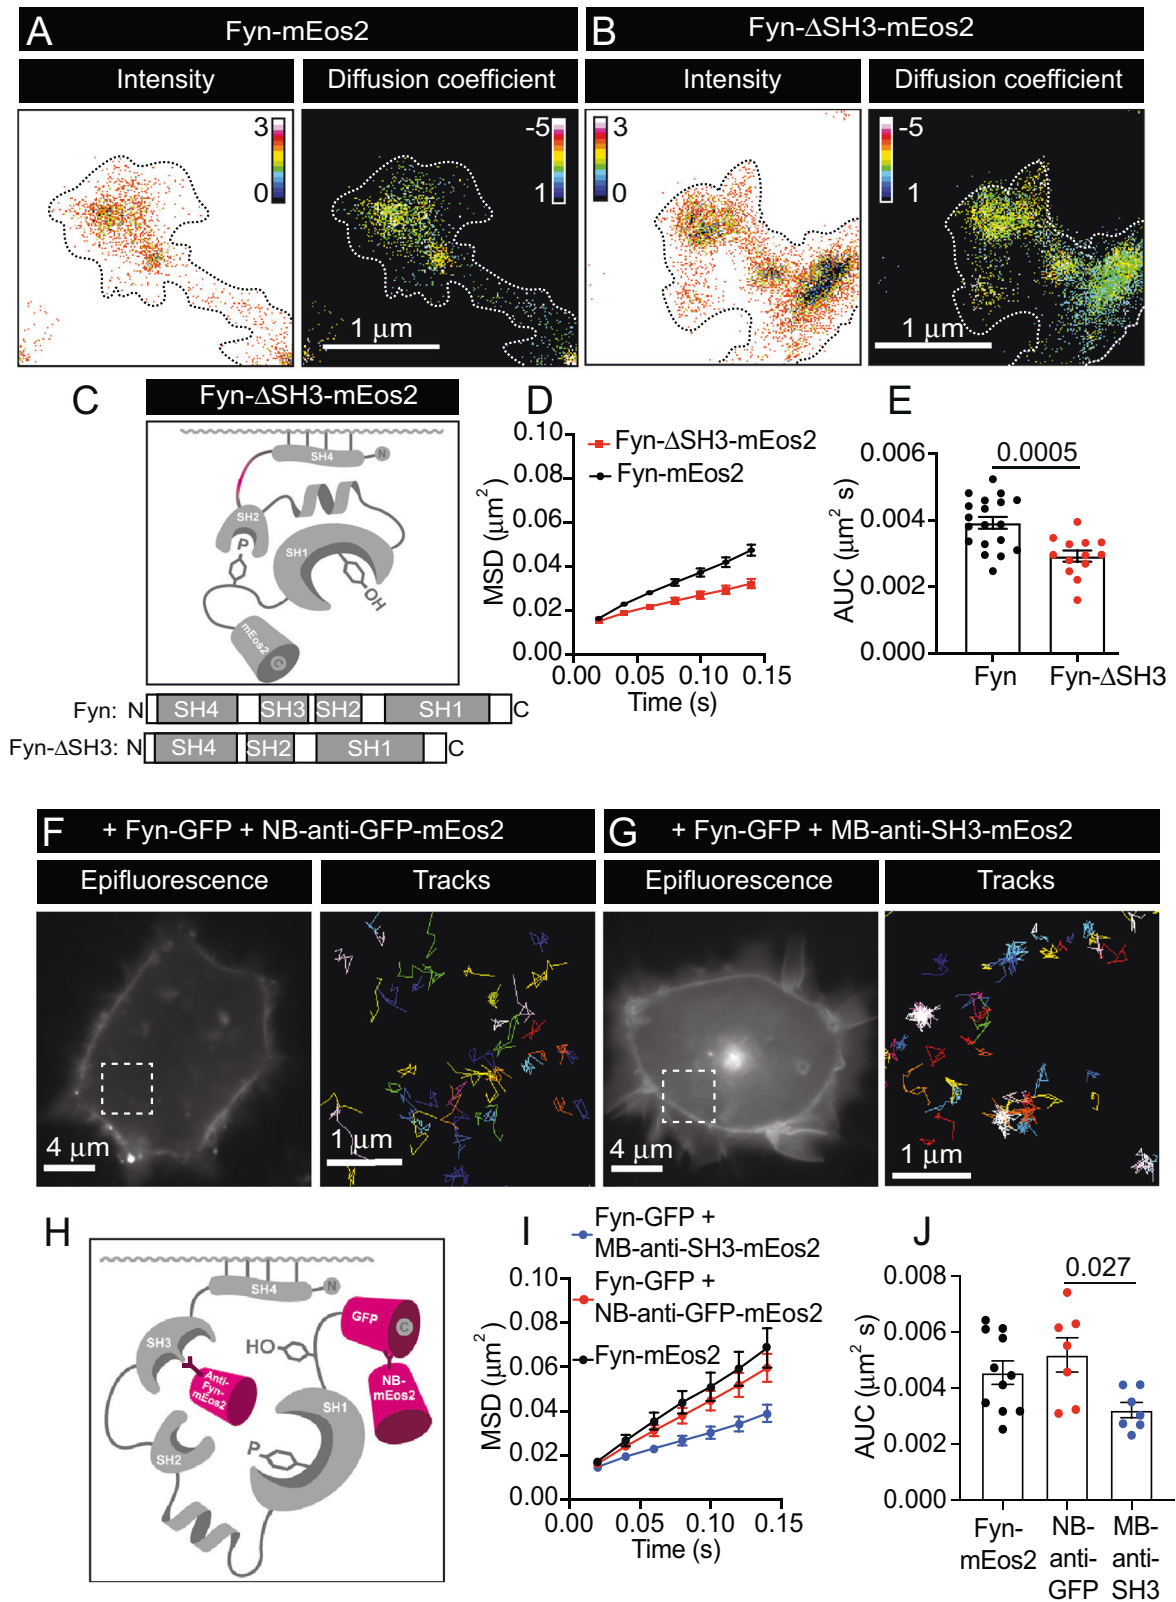 A Fyn-mEos2
B Fyn-ΔSH3-mEos2
Intensity
Diffusion coefficient
Intensity
Diffusion coefficient
3
0
-5
1
1 μm
3
0
-5
1
1 μm
C
Fyn-ΔSH3-mEos2
SH4
N
SH2
P
SH1
OH
mEos2
C
Fyn: N SH4 SH3 SH2 SH1 C
Fyn-ΔSH3: N SH4 SH2 SH1 C
D
Fyn-ΔSH3-mEos2
Fyn-mEos2
MSD (μm²)
0.10
0.08
0.06
0.04
0.02
0.00
0.00 0.05 0.10 0.15
Time (s)
E
0.0005
AUC (μm² s)
0.006
0.004
0.002
0.000
Fyn Fyn-ΔSH3
F + Fyn-GFP + NB-anti-GFP-mEos2
G + Fyn-GFP + MB-anti-SH3-mEos2
Epifluorescence
Tracks
Epifluorescence
Tracks
4 μm
1 μm
4 μm
1 μm
H
SH4
N
SH3
Anti-
Fyn-
mEos2
HO
GFP
C
NB-
mEos2
SH1
SH2
P
I
Fyn-GFP +
MB-anti-SH3-mEos2
Fyn-GFP +
NB-anti-GFP-mEos2
Fyn-mEos2
MSD (μm²)
0.10
0.08
0.06
0.04
0.02
0.00
0.00 0.05 0.10 0.15
Time (s)
J
0.027
AUC (μm² s)
0.008
0.006
0.004
0.002
0.000
Fyn-
mEos2
NB-
anti-
GFP
MB-
anti-
SH3